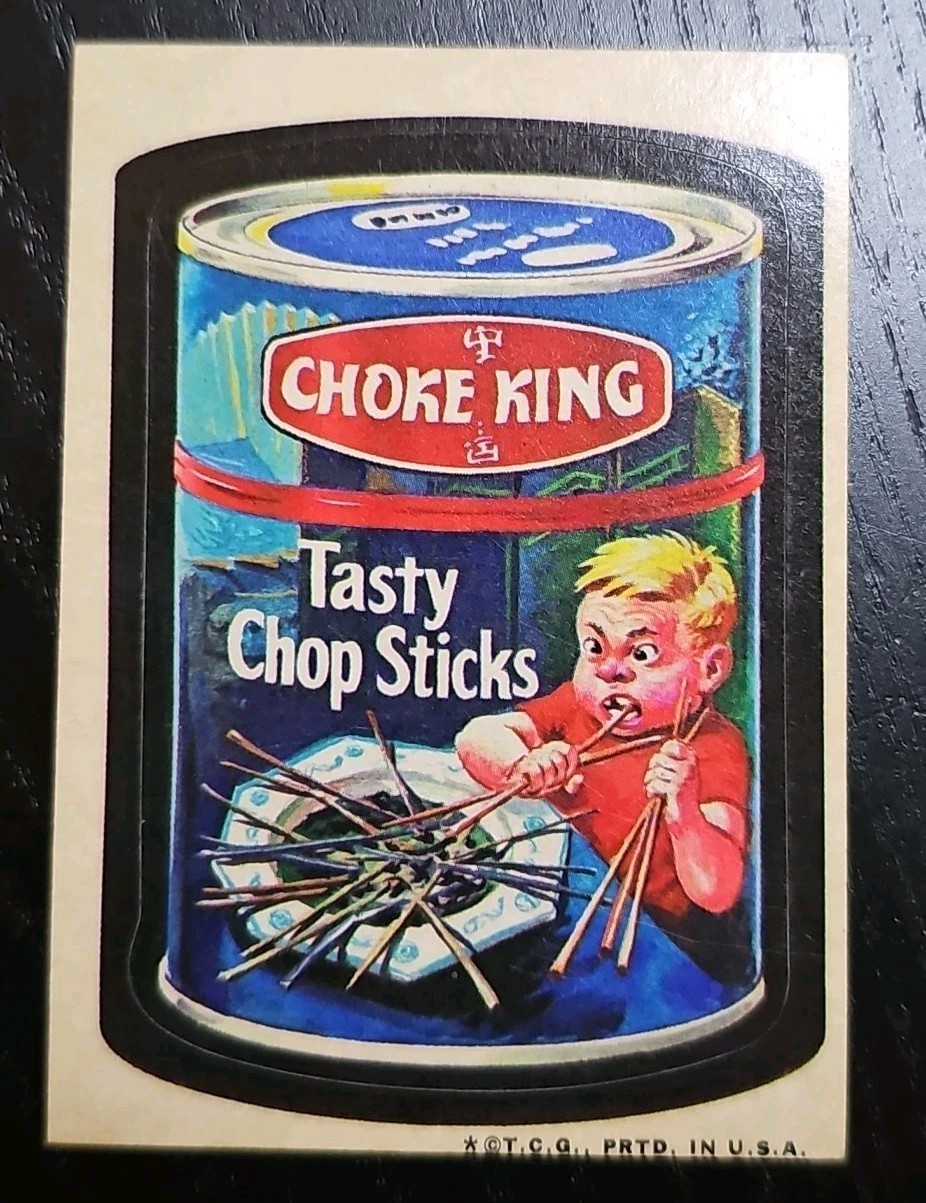 CHOKE KING
Tasty
Chop Sticks
*©T.C.G., PRTD. IN U.S.A.